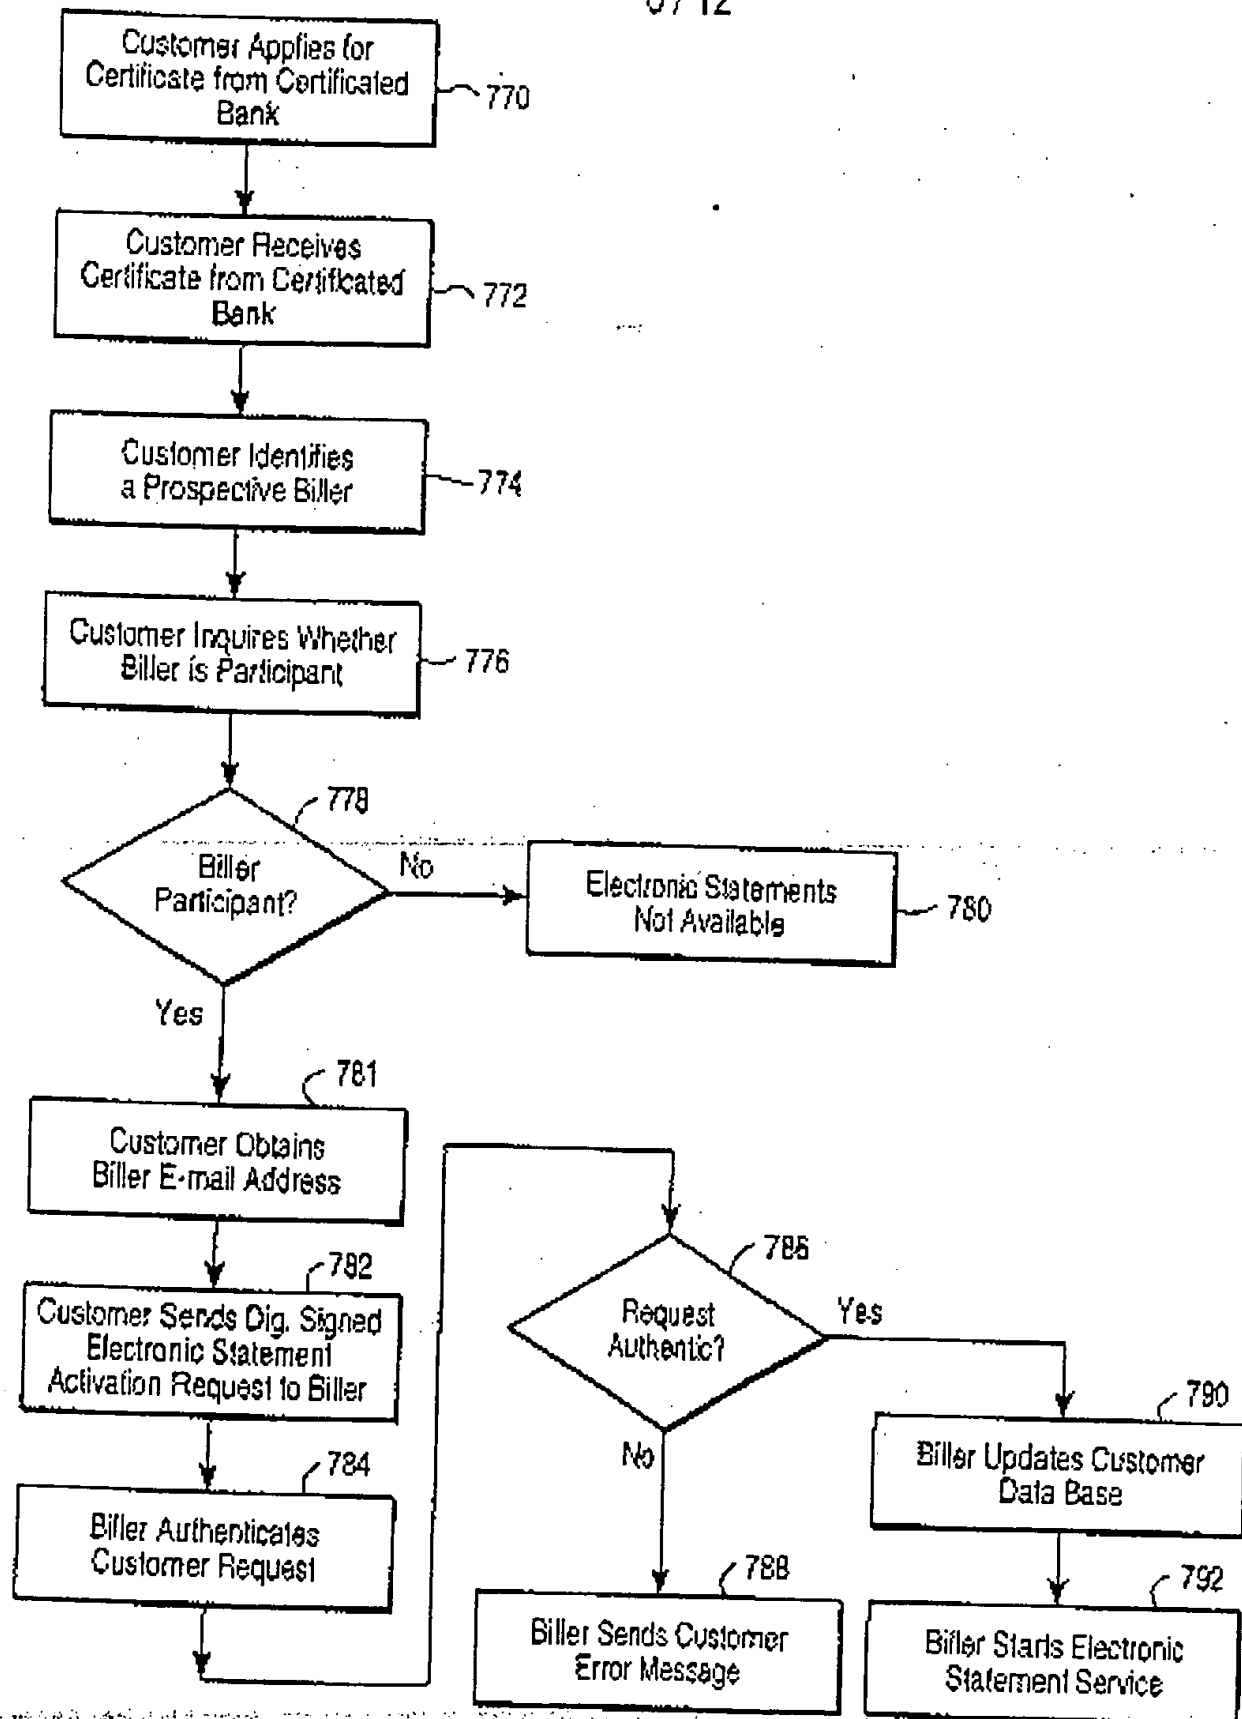 Customer Applies for
Certificate from Certificated
Bank
770
Customer Receives
Certificate from Certificated
Bank
772
Customer Identifies
a Prospective Biller
774
Customer Inquires Whether
Biller is Participant
776
778
Biller
Participant?
No
Electronic Statements
Not Available
780
Yes
781
Customer Obtains
Biller E-mail Address
782
Customer Sends Dig. Signed
Electronic Statement
Activation Request to Biller
784
Biller Authenticates
Customer Request
786
Request
Authentic?
Yes
No
790
Biller Updates Customer
Data Base
788
Biller Sends Customer
Error Message
792
Biller Starts Electronic
Statement Service